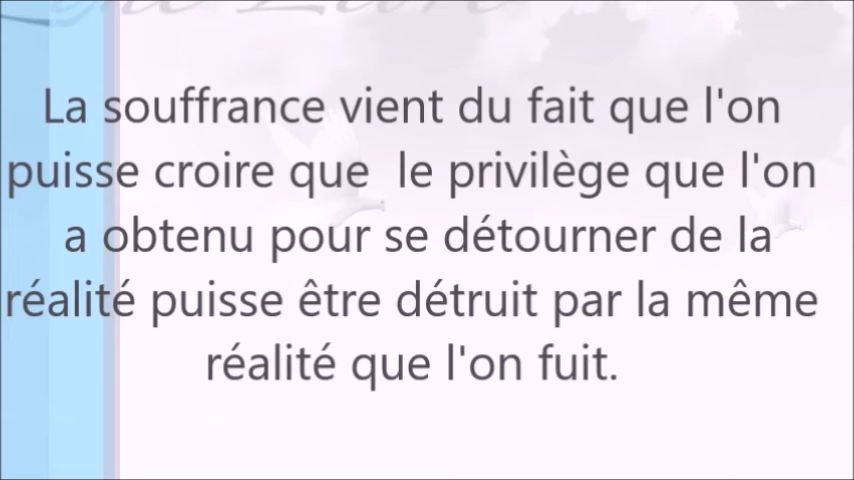 La souffrance vient du fait que l'on
puisse croire que  le privilège que l'on
a obtenu pour se détourner de la
réalité puisse être détruit par la même
réalité que l'on fuit.